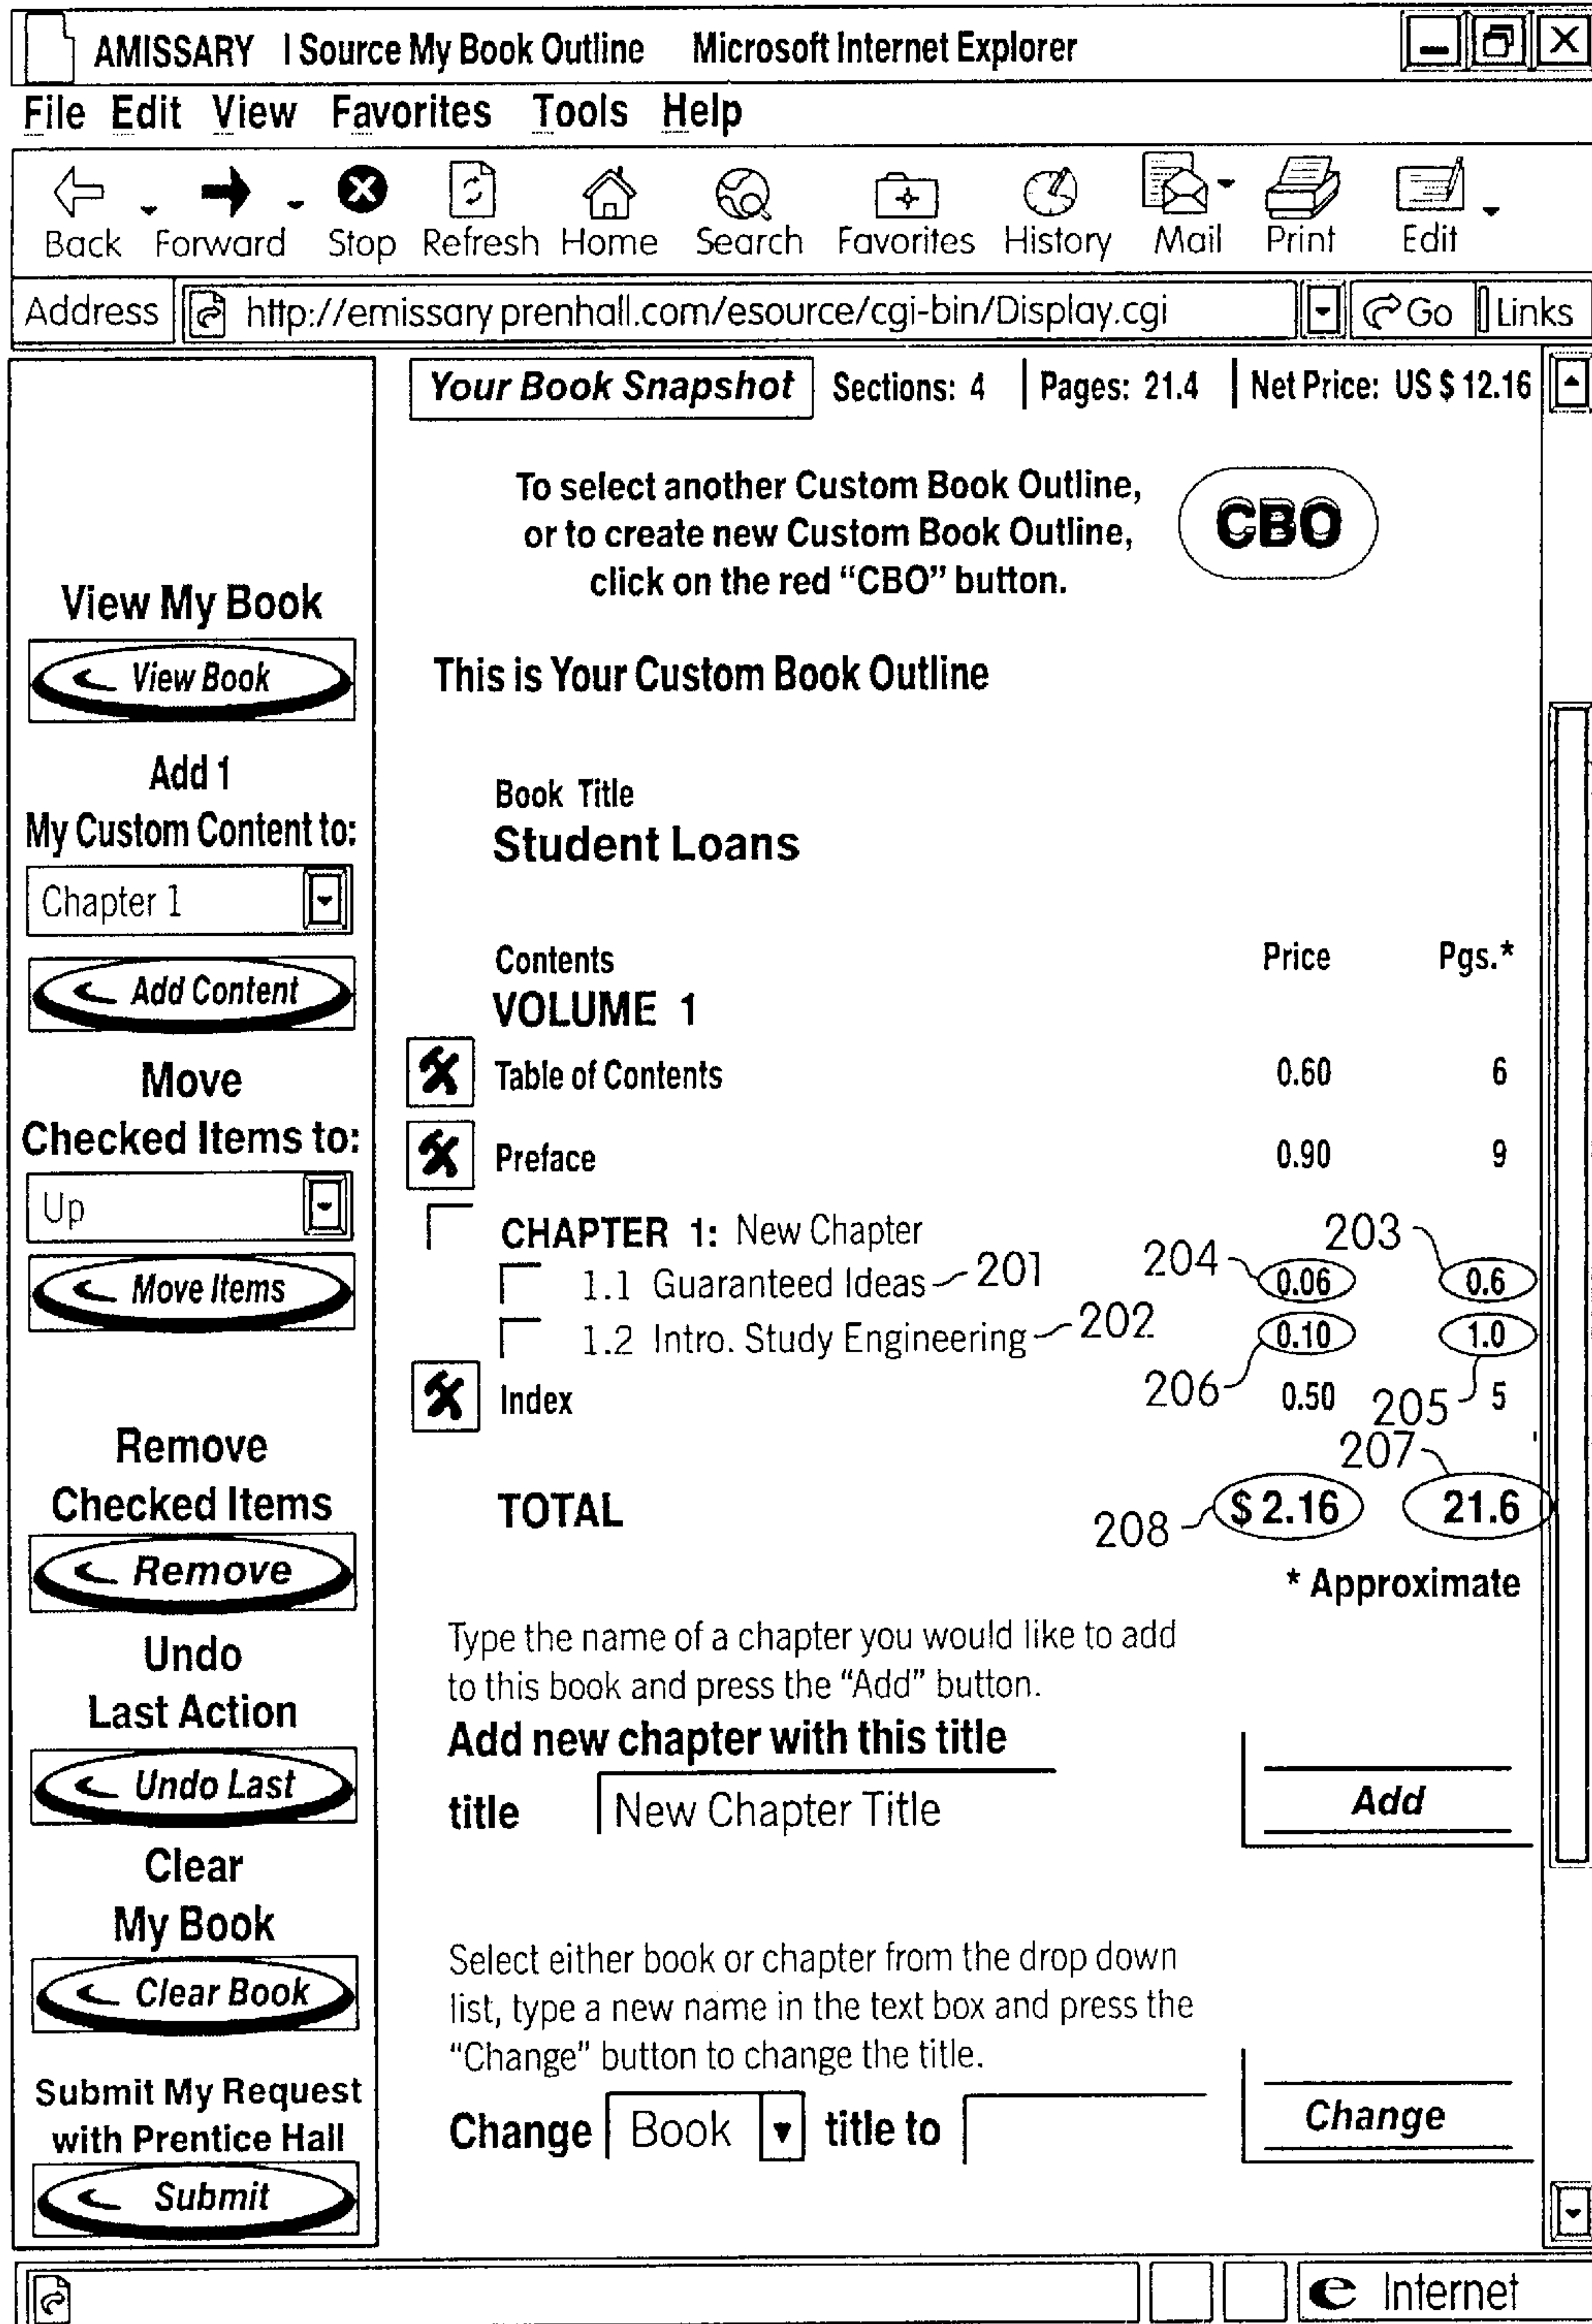 AMISSARY I Source My Book Outline Microsoft Internet Explorer
File Edit View Favorites Tools Help
Back Forward Stop Refresh Home Search Favorites History Mail Print Edit
Address http://emissary prenhall.com/esource/cgi-bin/Display.cgi Go Links
Your Book Snapshot Sections: 4 Pages: 21.4 Net Price: US $ 12.16
To select another Custom Book Outline,
or to create new Custom Book Outline,
click on the red “CBO” button.
CBO
View My Book
View Book
Add 1
My Custom Content to:
Chapter 1
Add Content
Move
Checked Items to:
Up
Move Items
Remove
Checked Items
Remove
Undo
Last Action
Undo Last
Clear
My Book
Clear Book
Submit My Request
with Prentice Hall
Submit
This is Your Custom Book Outline
Book Title
Student Loans
Contents Price Pgs.*
VOLUME 1
Table of Contents 0.60 6
Preface 0.90 9
CHAPTER 1: New Chapter 203
1.1 Guaranteed Ideas 201 204 0.06 0.6
1.2 Intro. Study Engineering 202 0.10 1.0
Index 206 0.50 205 5
207
TOTAL 208 $ 2.16 21.6
* Approximate
Type the name of a chapter you would like to add
to this book and press the “Add” button.
Add new chapter with this title
title New Chapter Title Add
Select either book or chapter from the drop down
list, type a new name in the text box and press the
“Change” button to change the title.
Change Book title to Change
e Internet